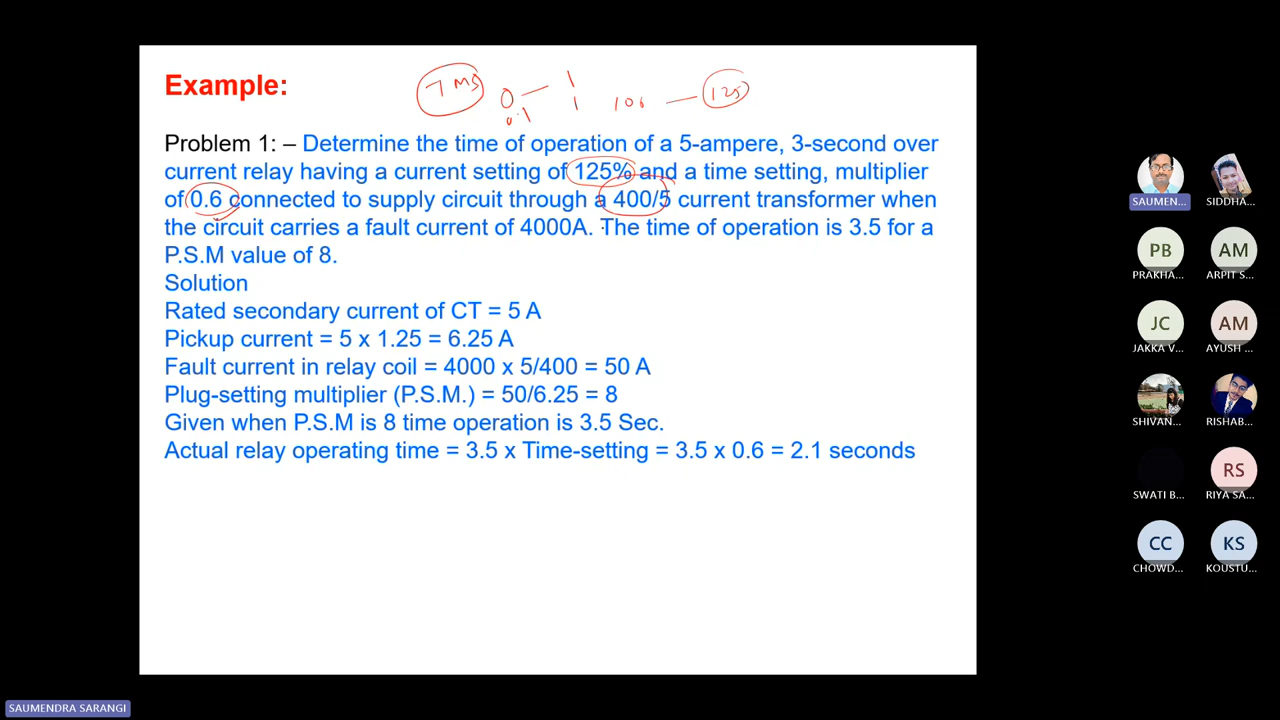 Example:
7 MS
0 — 1
0.1 1
100 — 125
Problem 1: – Determine the time of operation of a 5-ampere, 3-second over
current relay having a current setting of 125% and a time setting, multiplier
of 0.6 connected to supply circuit through a 400/5 current transformer when
the circuit carries a fault current of 4000A. The time of operation is 3.5 for a
P.S.M value of 8.
Solution
Rated secondary current of CT = 5 A
Pickup current = 5 x 1.25 = 6.25 A
Fault current in relay coil = 4000 x 5/400 = 50 A
Plug-setting multiplier (P.S.M.) = 50/6.25 = 8
Given when P.S.M is 8 time operation is 3.5 Sec.
Actual relay operating time = 3.5 x Time-setting = 3.5 x 0.6 = 2.1 seconds
SAUMEN... SIDDHA...
PB AM
PRAKHA... ARPIT S...
JC AM
JAKKA V... AYUSH ...
SHIVAN... RISHAB...
RS
SWATI B... RIYA SA...
CC KS
CHOWD... KOUSTU...
SAUMENDRA SARANGI